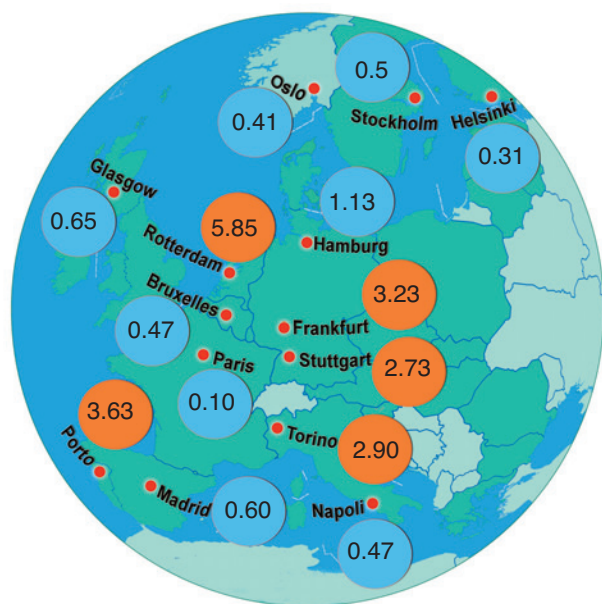 0.5
Oslo
Stockholm
Helsinki
0.41
0.31
Glasgow
0.65
1.13
5.85
Rotterdam
Hamburg
3.23
Bruxelles
0.47
Frankfurt
Paris
Stuttgart
2.73
0.10
3.63
Torino
2.90
Porto
Madrid
0.60
Napoli
0.47